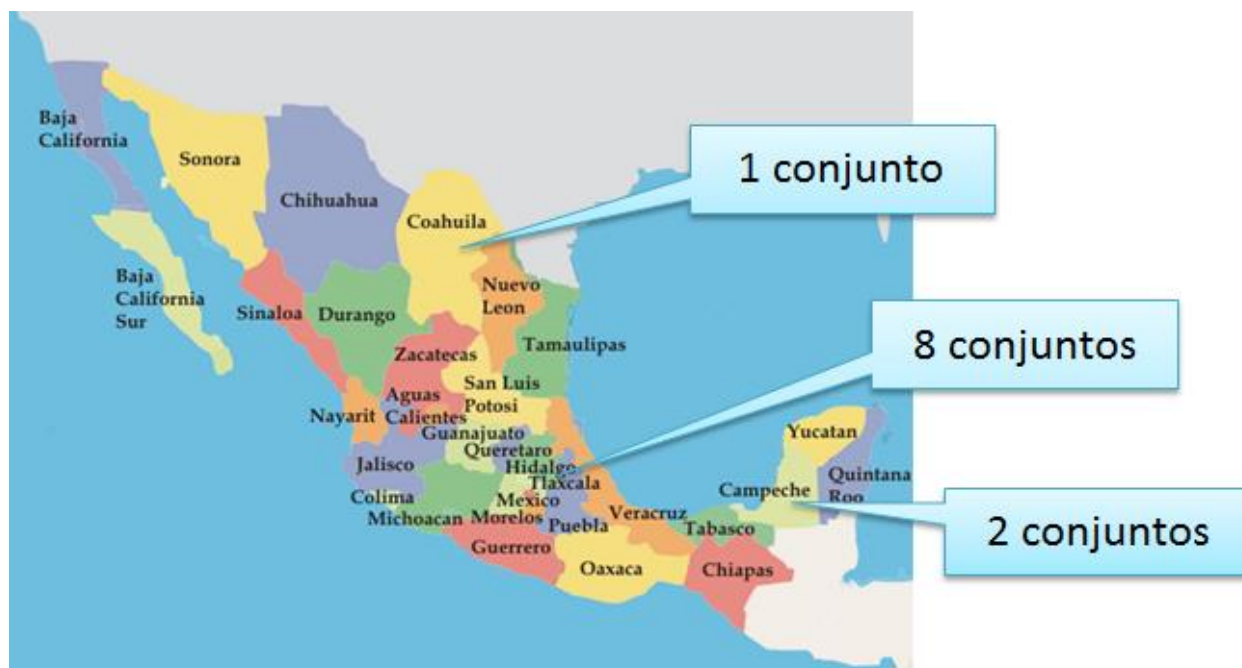 Baja
California
Sonora
Chihuahua
Coahuila
1 conjunto
Baja
California
Sur
Sinaloa
Durango
Nuevo
Leon
Tamaulipas
8 conjuntos
Zacatecas
San Luis
Potosi
Aguas
Calientes
Nayarit
Guanajuato
Queretaro
Hidalgo
Jalisco
Tlaxcala
Colima
Mexico
Michoacan
Morelos
Puebla
Veracruz
Guerrero
Oaxaca
Yucatan
Campeche
Quintana
Roo
Tabasco
Chiapas
2 conjuntos